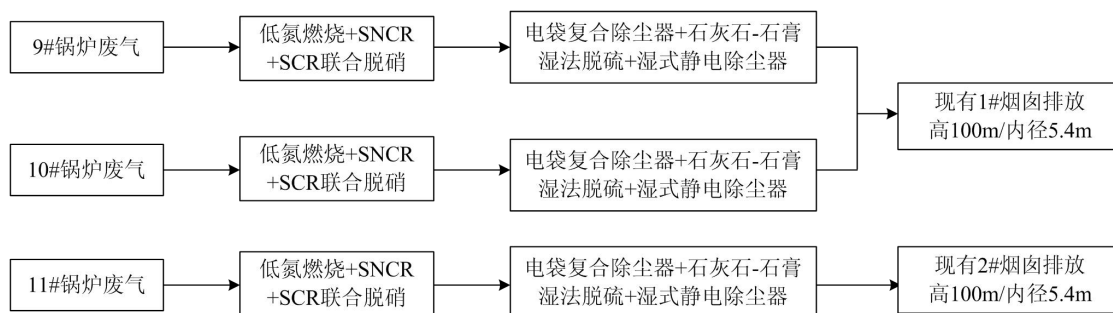 9#锅炉废气
低氮燃烧+SNCR
+SCR联合脱硝
电袋复合除尘器+石灰石-石膏
湿法脱硫+湿式静电除尘器
现有1#烟囱排放
高100m/内径5.4m
10#锅炉废气
低氮燃烧+SNCR
+SCR联合脱硝
电袋复合除尘器+石灰石-石膏
湿法脱硫+湿式静电除尘器
11#锅炉废气
低氮燃烧+SNCR
+SCR联合脱硝
电袋复合除尘器+石灰石-石膏
湿法脱硫+湿式静电除尘器
现有2#烟囱排放
高100m/内径5.4m